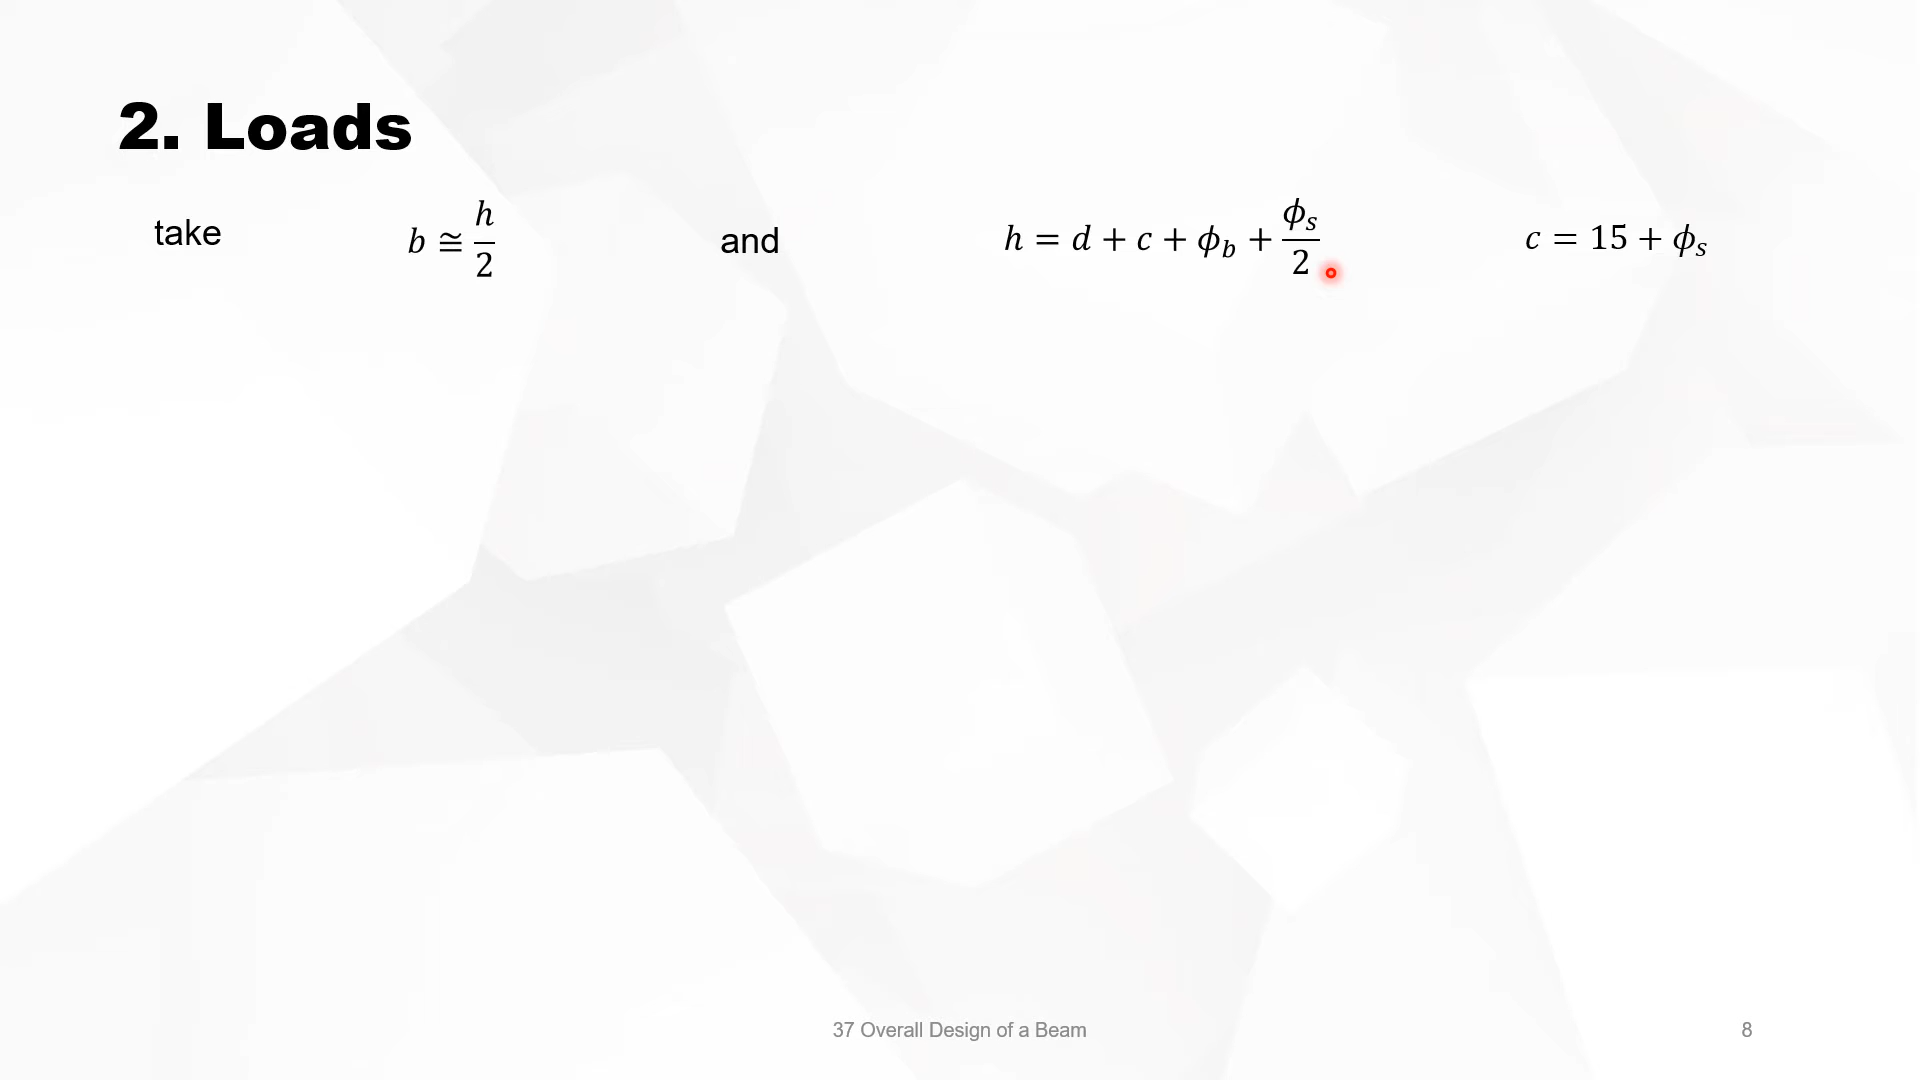 2. Loads
take b ≅ h/2 and h = d + c + ϕ_b + ϕ_s/2 c = 15 + ϕ_s
37 Overall Design of a Beam 8